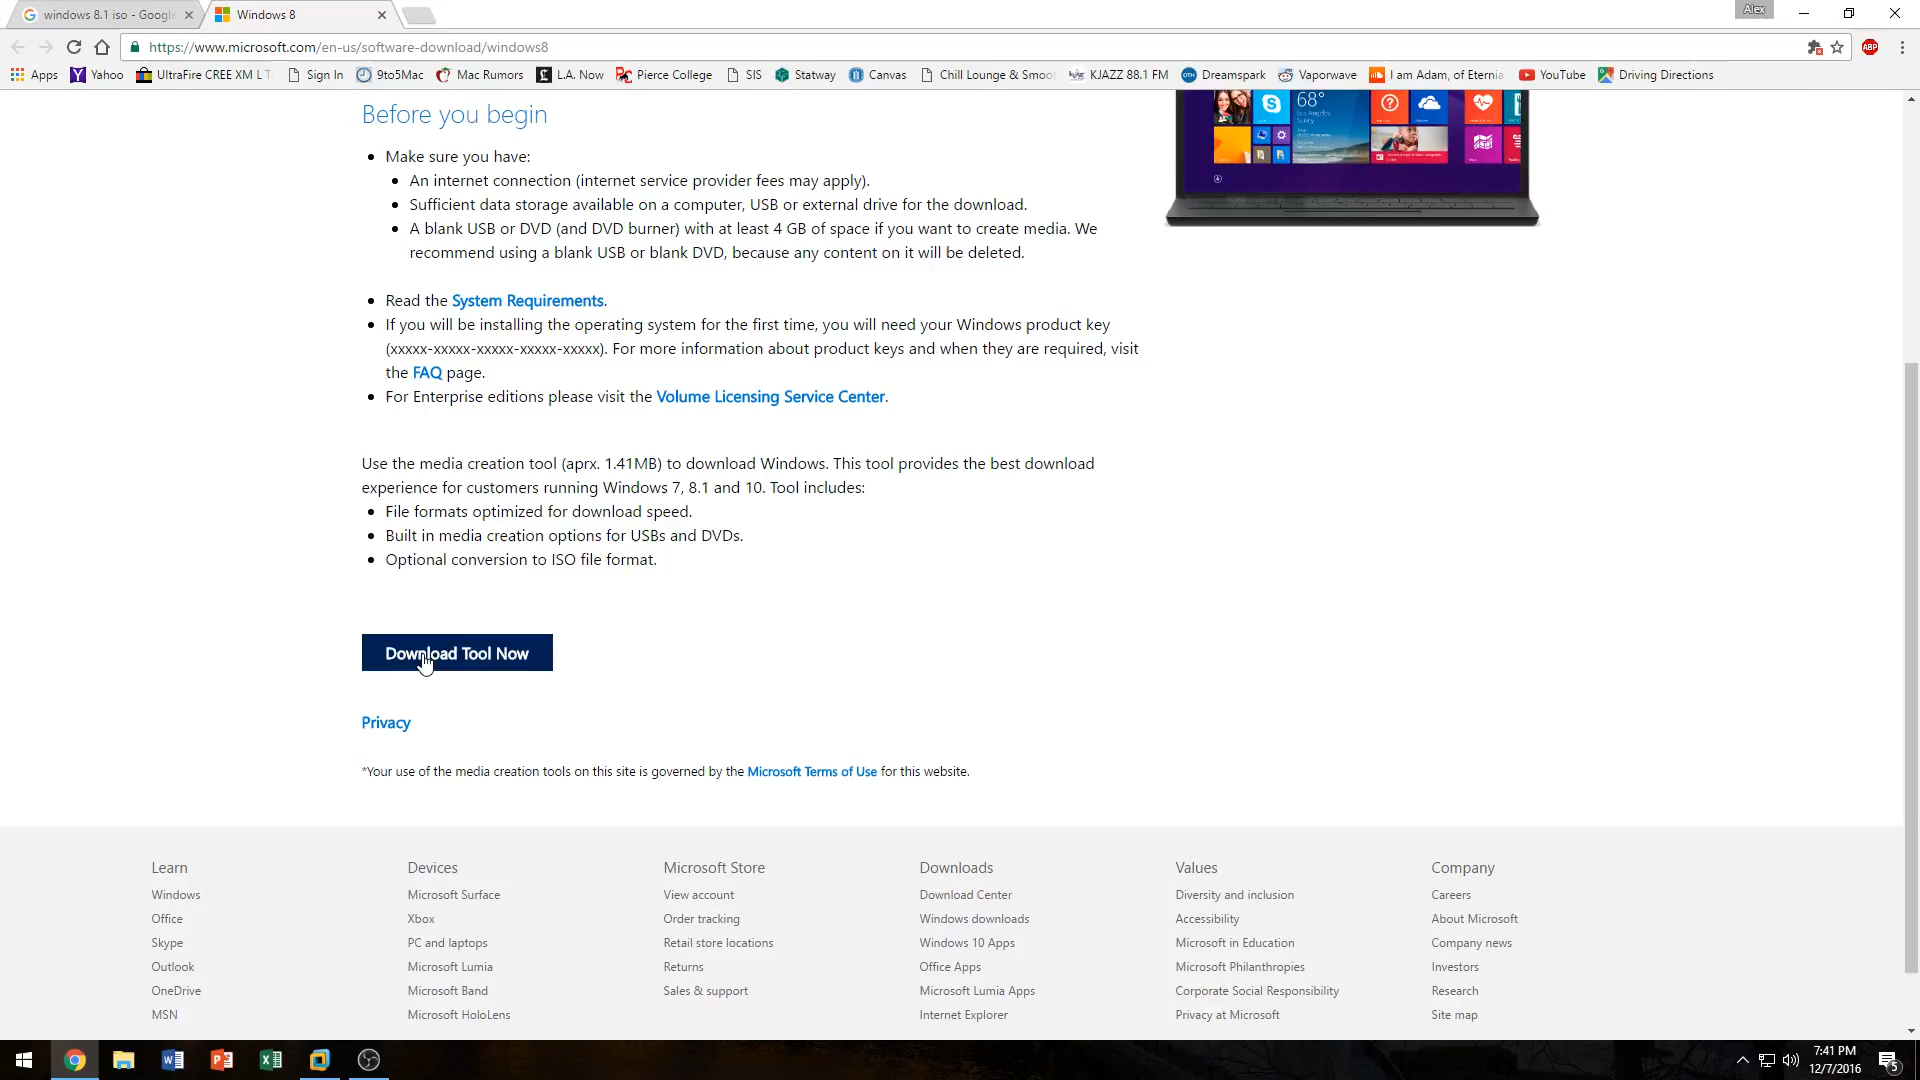 windows 8.1 iso - Google
Windows 8
Alex
https://www.microsoft.com/en-us/software-download/windows8
ABP
Apps
Yahoo
UltraFire CREE XM L T
Sign In
9to5Mac
Mac Rumors
L.A. Now
Pierce College
SIS
Statway
Canvas
Chill Lounge & Smoo
KJAZZ 88.1 FM
Dreamspark
Vaporwave
I am Adam, of Eternia
YouTube
Driving Directions
68°
Before you begin
Make sure you have:
An internet connection (internet service provider fees may apply).
Sufficient data storage available on a computer, USB or external drive for the download.
A blank USB or DVD (and DVD burner) with at least 4 GB of space if you want to create media. We
recommend using a blank USB or blank DVD, because any content on it will be deleted.
Read the System Requirements.
If you will be installing the operating system for the first time, you will need your Windows product key
(xxxxx-xxxxx-xxxxx-xxxxx-xxxxx). For more information about product keys and when they are required, visit
the FAQ page.
For Enterprise editions please visit the Volume Licensing Service Center.
Use the media creation tool (aprx. 1.41MB) to download Windows. This tool provides the best download
experience for customers running Windows 7, 8.1 and 10. Tool includes:
File formats optimized for download speed.
Built in media creation options for USBs and DVDs.
Optional conversion to ISO file format.
Download Tool Now
Privacy
*Your use of the media creation tools on this site is governed by the Microsoft Terms of Use for this website.
Learn
Windows
Office
Skype
Outlook
OneDrive
MSN
Devices
Microsoft Surface
Xbox
PC and laptops
Microsoft Lumia
Microsoft Band
Microsoft HoloLens
Microsoft Store
View account
Order tracking
Retail store locations
Returns
Sales & support
Downloads
Download Center
Windows downloads
Windows 10 Apps
Office Apps
Microsoft Lumia Apps
Internet Explorer
Values
Diversity and inclusion
Accessibility
Microsoft in Education
Microsoft Philanthropies
Corporate Social Responsibility
Privacy at Microsoft
Company
Careers
About Microsoft
Company news
Investors
Research
Site map
7:41 PM
12/7/2016
5